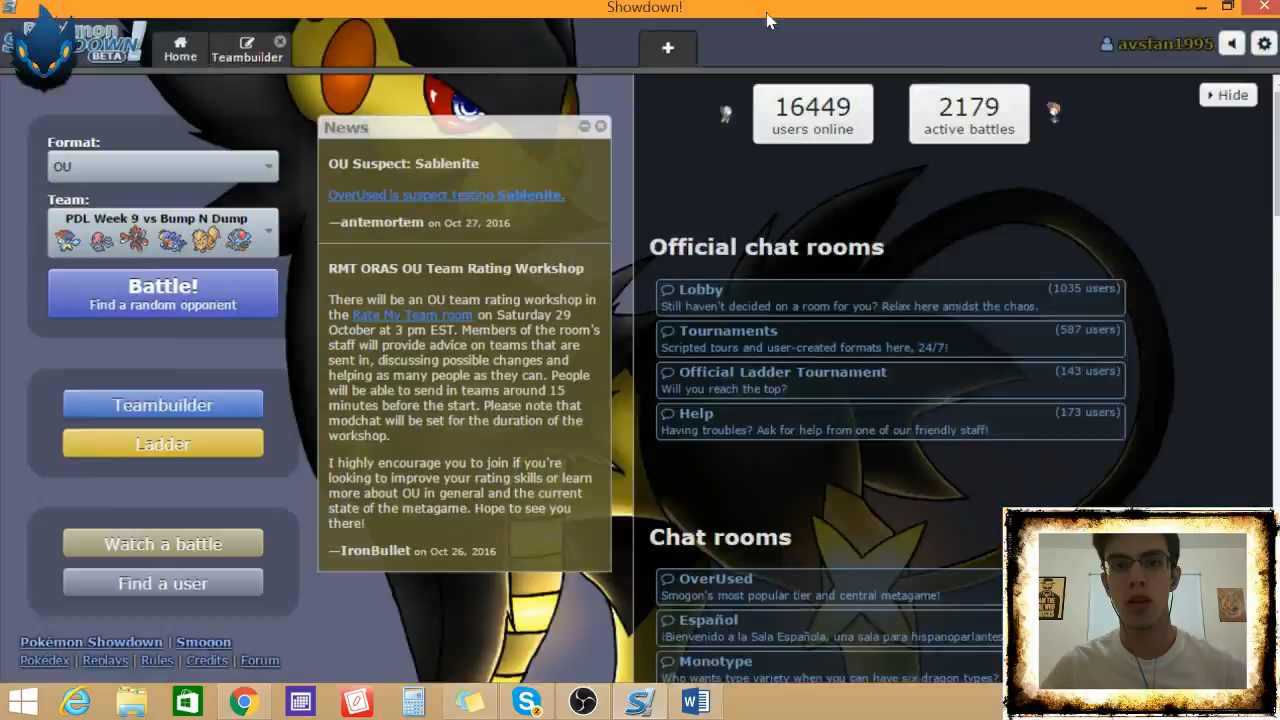 Showdown!
Pokémon
SHOWDOWN!
BETA
Home
Teambuilder
+
avsfan1995
16449
users online
2179
active battles
Hide
Format:
OU
Team:
PDL Week 9 vs Bump N Dump
Battle!
Find a random opponent
Teambuilder
Ladder
Watch a battle
Find a user
Pokémon Showdown | Smogon
Pokédex | Replays | Rules | Credits | Forum
News
OU Suspect: Sablenite
OverUsed is suspect testing Sablenite.
—antemortem on Oct 27, 2016
RMT ORAS OU Team Rating Workshop
There will be an OU team rating workshop in
the Rate My Team room on Saturday 29
October at 3 pm EST. Members of the room's
staff will provide advice on teams that are
sent in, discussing possible changes and
helping as many people as they can. People
will be able to send in teams around 15
minutes before the start. Please note that
modchat will be set for the duration of the
workshop.
I highly encourage you to join if you're
looking to improve your rating skills or learn
more about OU in general and the current
state of the metagame. Hope to see you
there!
—IronBullet on Oct 26, 2016
Official chat rooms
Lobby (1035 users)
Still haven't decided on a room for you? Relax here amidst the chaos.
Tournaments (587 users)
Scripted tours and user-created formats here, 24/7!
Official Ladder Tournament (143 users)
Will you reach the top?
Help (173 users)
Having troubles? Ask for help from one of our friendly staff!
Chat rooms
OverUsed
Smogon's most popular tier and central metagame!
Español
¡Bienvenido a la Sala Española, una sala para hispanoparlantes
Monotype
Who wants type variety when you can have six dragon types?